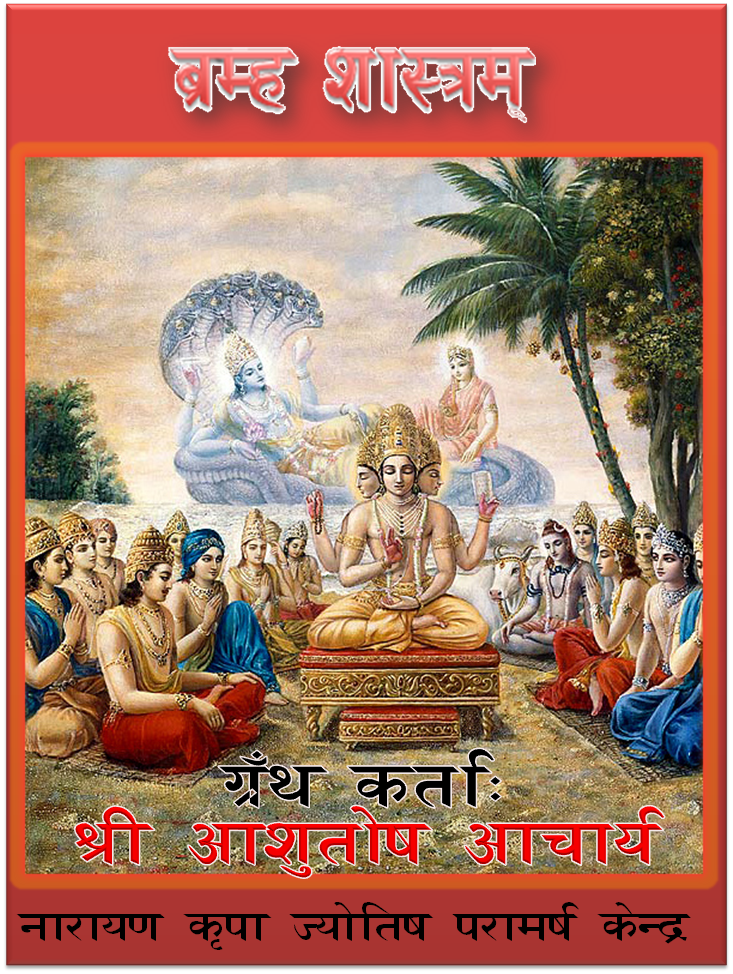 ब्रम्ह शास्त्रम्
ग्रँथ कर्ताः
श्री आशुतोष आचार्य
नारायण कृपा ज्योतिष परामर्ष केन्द्र